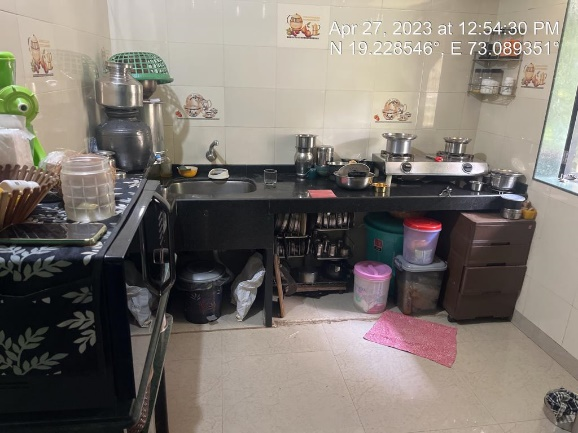 Apr 27, 2023 at 12:54:30 PM
N 19.228546°, E 73.089351°